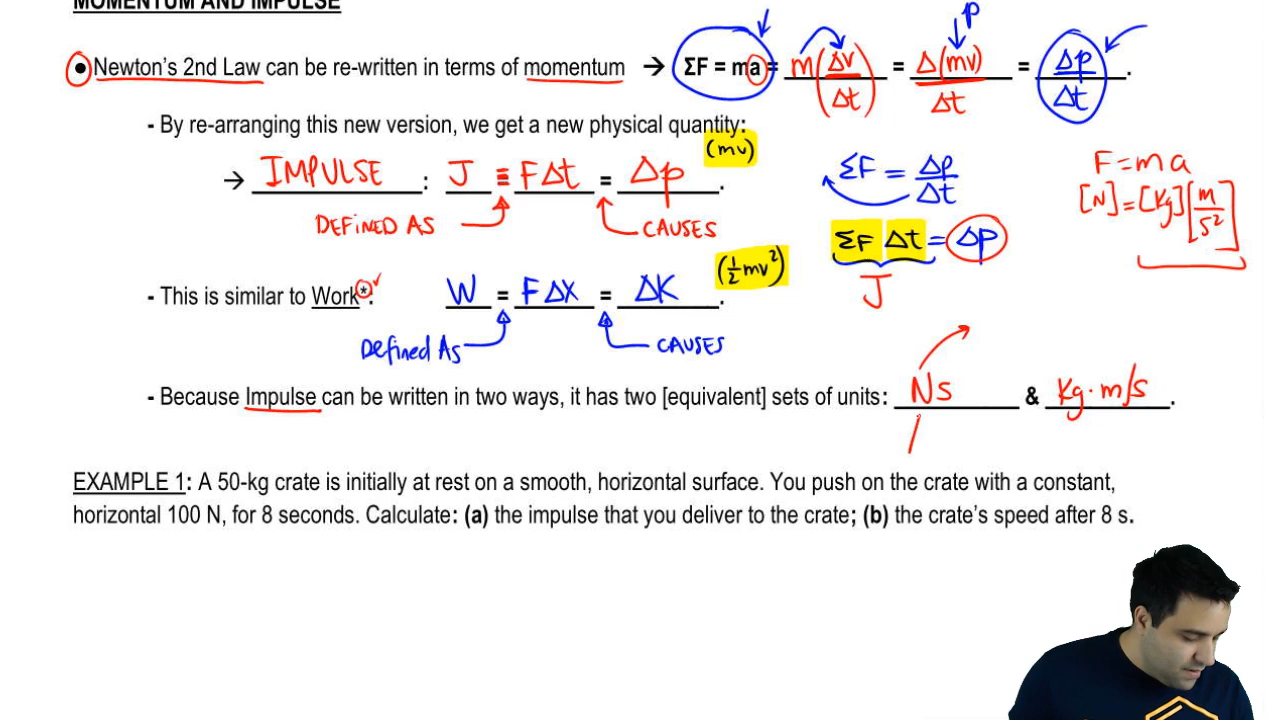 MOMENTUM AND IMPULSE
p
● Newton's 2nd Law can be re-written in terms of momentum → ΣF = ma = m(Δv/Δt) = Δ(mv)/Δt = Δp/Δt.
- By re-arranging this new version, we get a new physical quantity:
(mv)
→ IMPULSE : J ≡ FΔt = Δp.
DEFINED AS CAUSES
ΣF = Δp/Δt
ΣF Δt = Δp
J
F = ma
[N] = [Kg][m/s²]
(½mv²)
- This is similar to Work*: W = FΔx = ΔK.
Defined As CAUSES
- Because Impulse can be written in two ways, it has two [equivalent] sets of units: Ns & Kg·m/s.
EXAMPLE 1: A 50-kg crate is initially at rest on a smooth, horizontal surface. You push on the crate with a constant,
horizontal 100 N, for 8 seconds. Calculate: (a) the impulse that you deliver to the crate; (b) the crate's speed after 8 s.